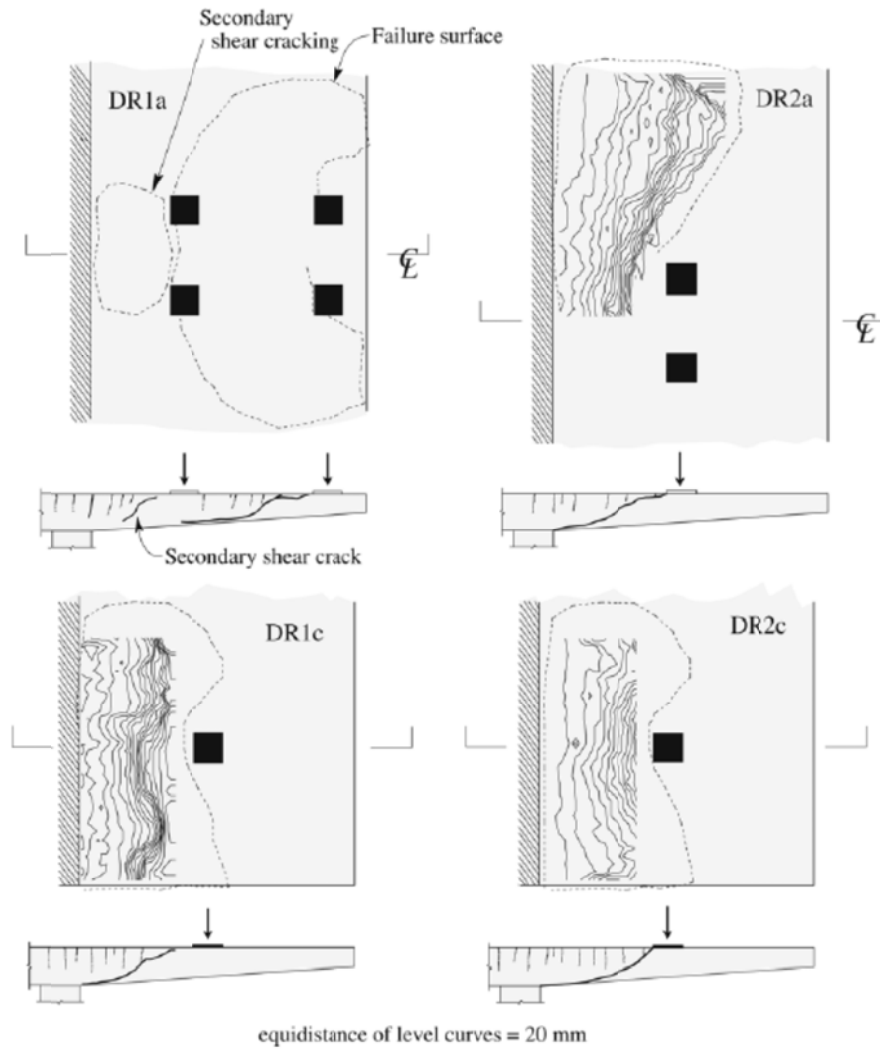 Secondary
shear cracking
Failure surface
DR1a
DR2a
℄
℄
Secondary shear crack
DR1c
DR2c
equidistance of level curves = 20 mm